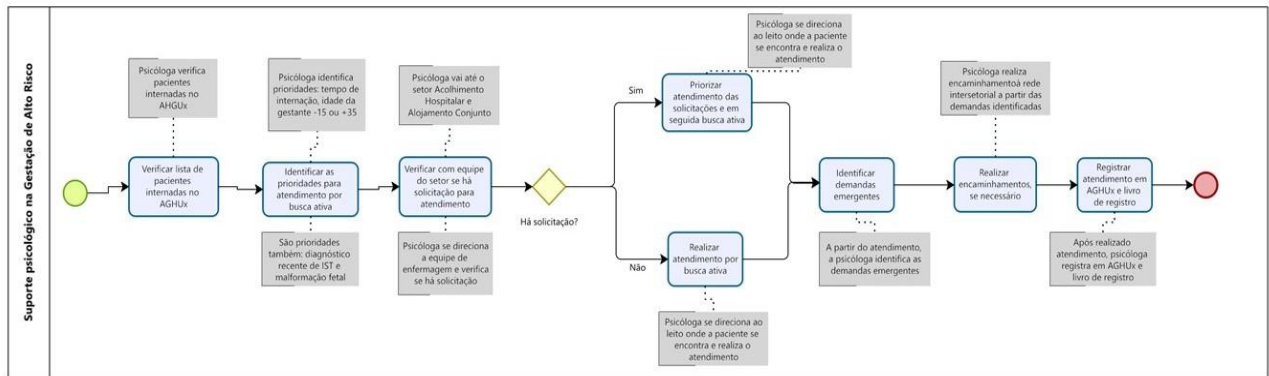 Suporte psicológico na Gestação de Alto Risco
Psicóloga verifica
pacientes
internadas no
AHGUx
Verificar lista de
pacientes
internadas no
AGHUx
Psicóloga identifica
prioridades: tempo de
internação, idade da
gestante -15 ou +35
Identificar as
prioridades para
atendimento por
busca ativa
São prioridades
também: diagnóstico
recente de IST e
malformação fetal
Psicóloga vai até o
setor Acolhimento
Hospitalar e
Alojamento Conjunto
Verificar com equipe
do setor se há
solicitação para
atendimento
Psicóloga se direciona
a equipe de
enfermagem e verifica
se há solicitação
Há solicitação?
Sim
Psicóloga se direciona
ao leito onde a paciente
se encontra e realiza o
atendimento
Priorizar
atendimento das
solicitações e em
seguida busca ativa
Não
Realizar
atendimento por
busca ativa
Psicóloga se direciona ao
leito onde a paciente se
encontra e realiza o
atendimento
Identificar
demandas
emergentes
A partir do atendimento,
a psicóloga identifica as
demandas emergentes
Psicóloga realiza
encaminhamentoà rede
intersetorial a partir das
demandas identificadas
Realizar
encaminhamentos,
se necessário
Registrar
atendimento em
AGHUx e livro
de registro
Após realizado
atendimento, psicóloga
registra em AGHUx e
livro de registro